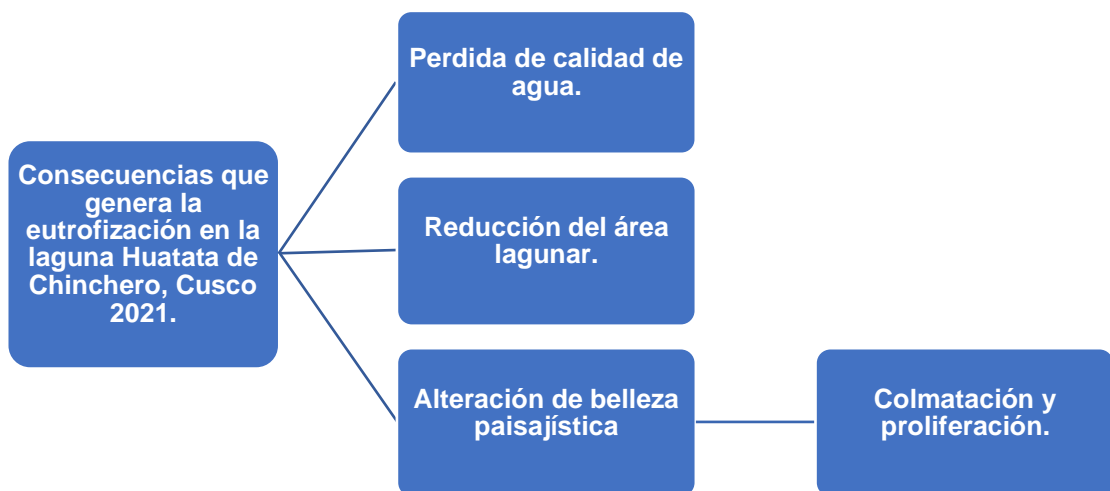 Consecuencias que
genera la
eutrofización en la
laguna Huatata de
Chinchero, Cusco
2021.
Perdida de calidad de
agua.
Reducción del área
lagunar.
Alteración de belleza
paisajística
Colmatación y
proliferación.